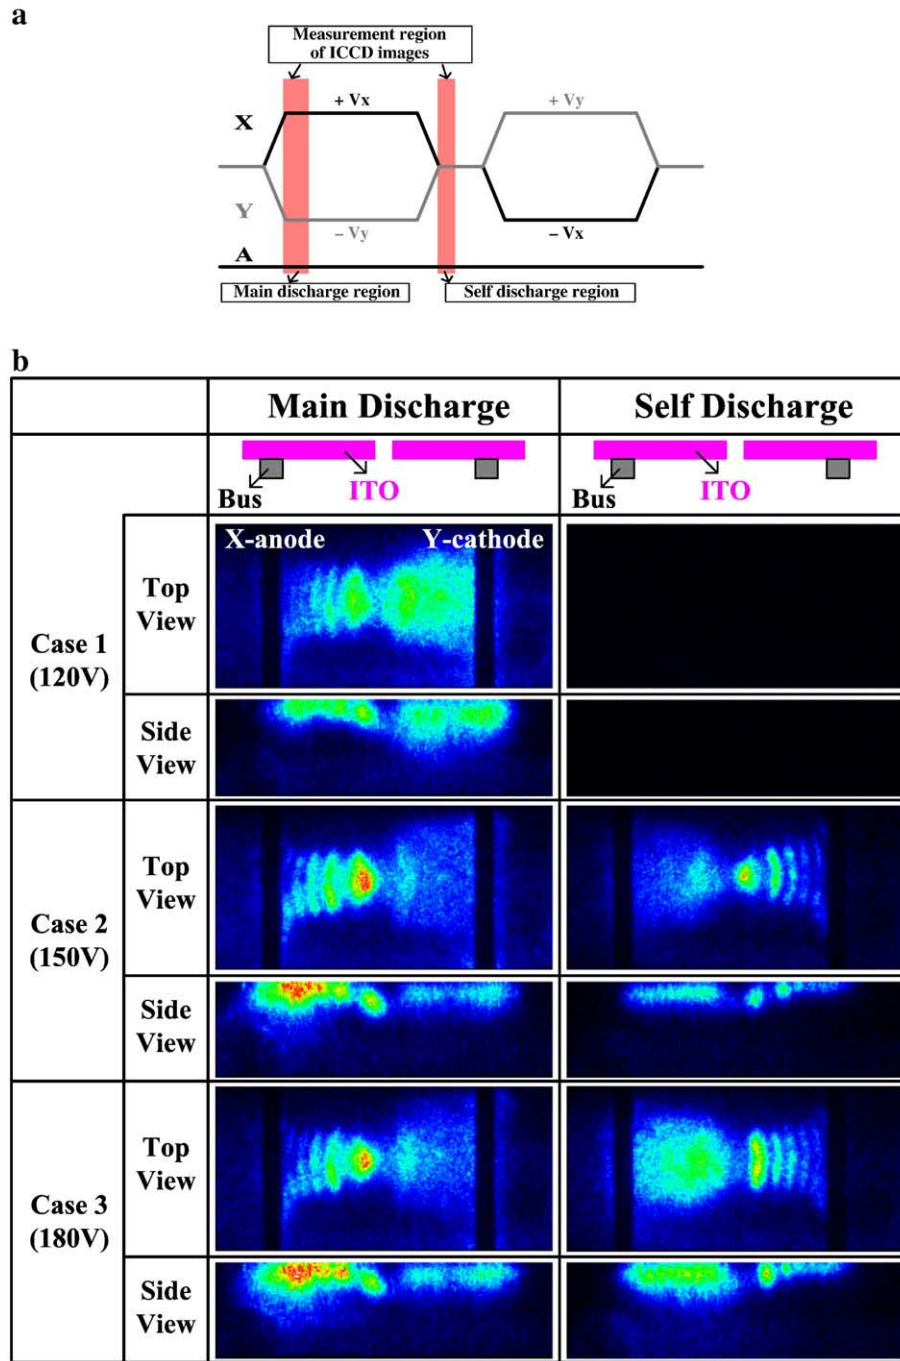 a
Measurement region
of ICCD images
+ Vx
+ Vy
X
Y
− Vy
− Vx
A
Main discharge region
Self discharge region
b
Main Discharge
Self Discharge
Bus
ITO
Bus
ITO
X-anode
Y-cathode
Case 1
(120V)
Top
View
Side
View
Case 2
(150V)
Top
View
Side
View
Case 3
(180V)
Top
View
Side
View